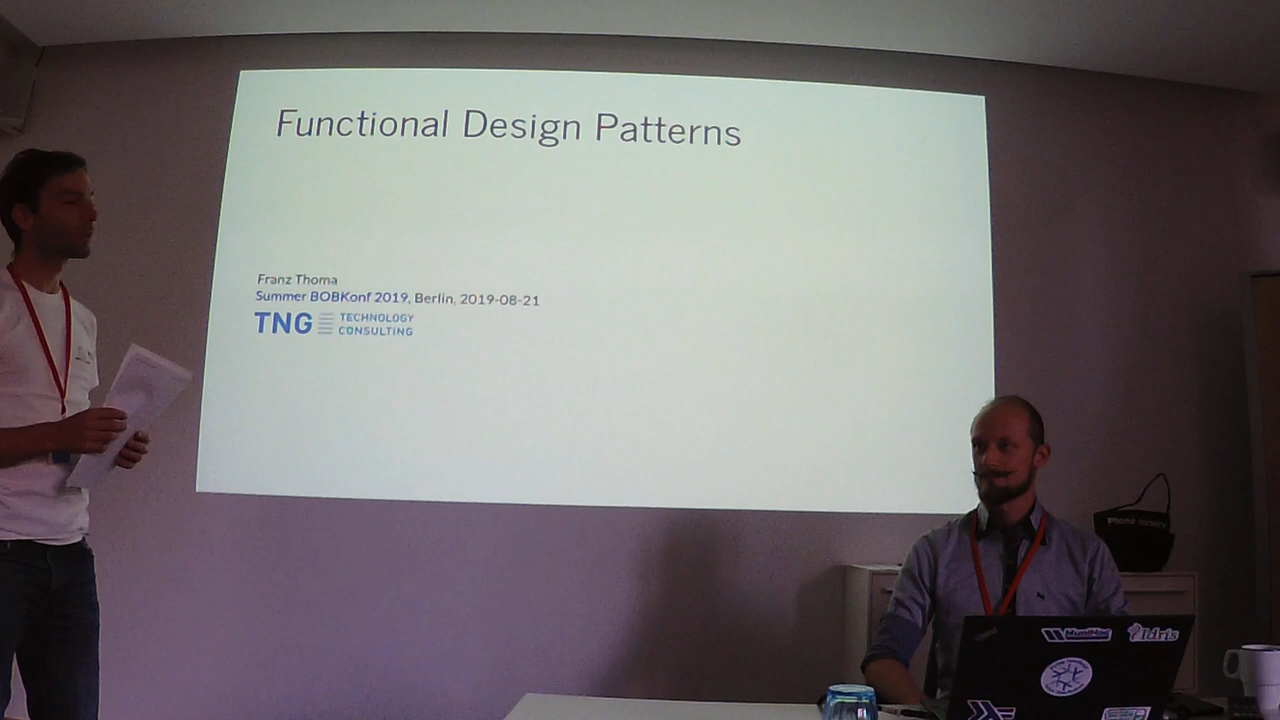 Functional Design Patterns
Franz Thoma
Summer BOBKonf 2019, Berlin, 2019-08-21
TNG TECHNOLOGY
CONSULTING
Idris